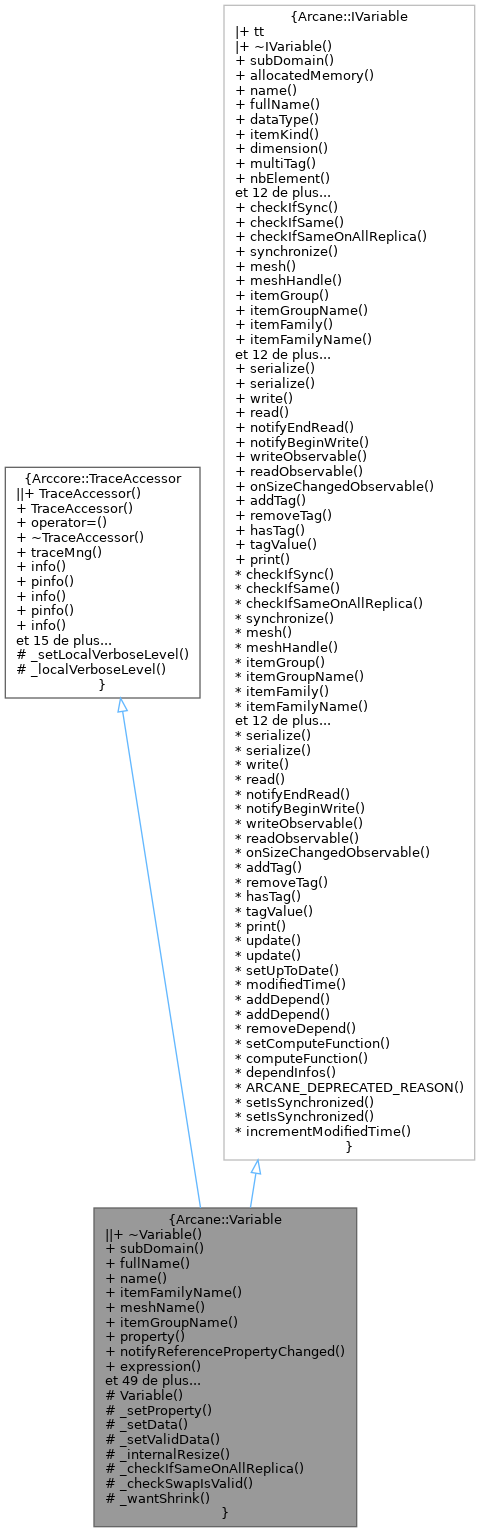 {Arcane::IVariable
|+ tt
|+ ~IVariable()
+ subDomain()
+ allocatedMemory()
+ name()
+ fullName()
+ dataType()
+ itemKind()
+ dimension()
+ multiTag()
+ nbElement()
et 12 de plus...
+ checkIfSync()
+ checkIfSame()
+ checkIfSameOnAllReplica()
+ synchronize()
+ mesh()
+ meshHandle()
+ itemGroup()
+ itemGroupName()
+ itemFamily()
+ itemFamilyName()
et 12 de plus...
+ serialize()
+ serialize()
+ write()
+ read()
+ notifyEndRead()
+ notifyBeginWrite()
+ writeObservable()
+ readObservable()
+ onSizeChangedObservable()
+ addTag()
+ removeTag()
+ hasTag()
+ tagValue()
+ print()
* checkIfSync()
* checkIfSame()
* checkIfSameOnAllReplica()
* synchronize()
* mesh()
* meshHandle()
* itemGroup()
* itemGroupName()
* itemFamily()
* itemFamilyName()
et 12 de plus...
* serialize()
* serialize()
* write()
* read()
* notifyEndRead()
* notifyBeginWrite()
* writeObservable()
* readObservable()
* onSizeChangedObservable()
* addTag()
* removeTag()
* hasTag()
* tagValue()
* print()
* update()
* update()
* setUpToDate()
* modifiedTime()
* addDepend()
* addDepend()
* removeDepend()
* setComputeFunction()
* computeFunction()
* dependInfos()
* ARCANE_DEPRECATED_REASON()
* setIsSynchronized()
* setIsSynchronized()
* incrementModifiedTime()
}
{Arccore::TraceAccessor
||+ TraceAccessor()
+ TraceAccessor()
+ operator=()
+ ~TraceAccessor()
+ traceMng()
+ info()
+ pinfo()
+ info()
+ pinfo()
+ info()
et 15 de plus...
# _setLocalVerboseLevel()
# _localVerboseLevel()
}
{Arcane::Variable
||+ ~Variable()
+ subDomain()
+ fullName()
+ name()
+ itemFamilyName()
+ meshName()
+ itemGroupName()
+ property()
+ notifyReferencePropertyChanged()
+ expression()
et 49 de plus...
# Variable()
# _setProperty()
# _setData()
# _setValidData()
# _internalResize()
# _checkIfSameOnAllReplica()
# _checkSwapIsValid()
# _wantShrink()
}